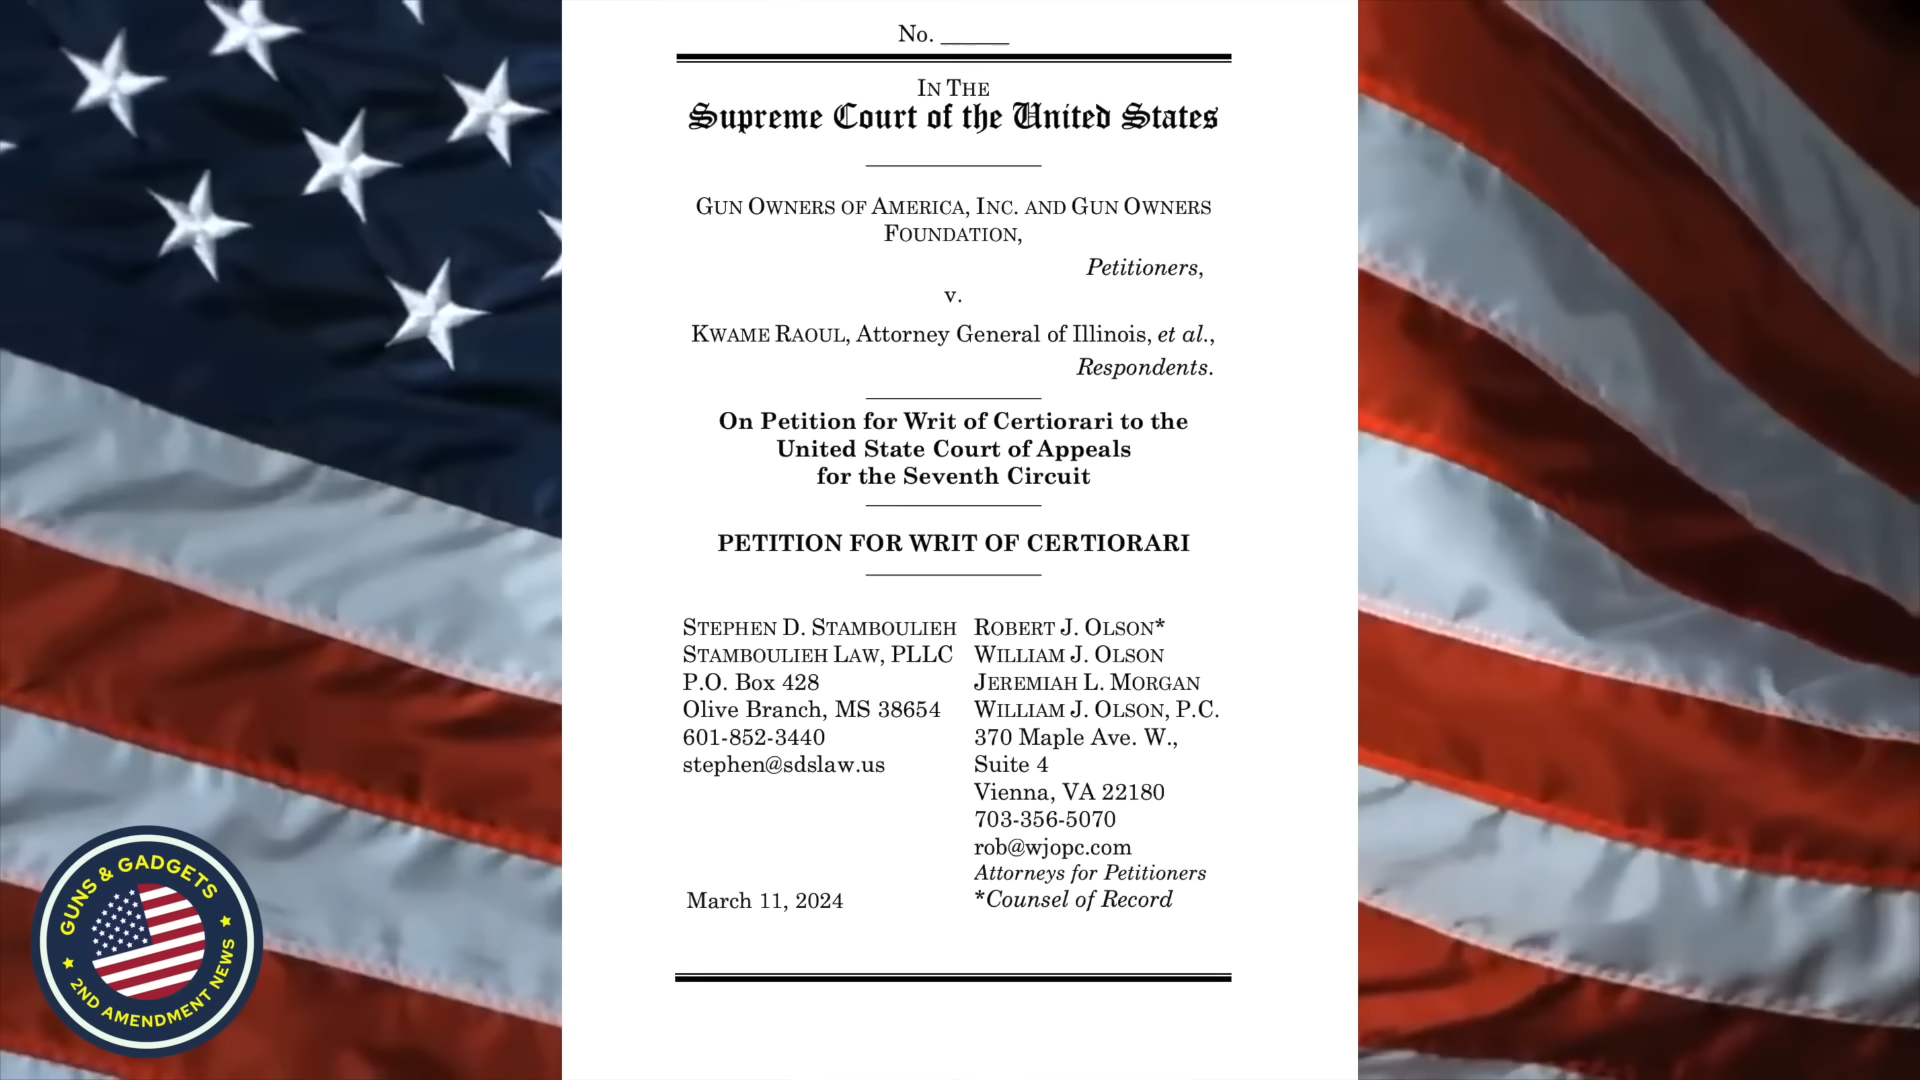 No. ______
IN THE
Supreme Court of the United States
GUN OWNERS OF AMERICA, INC. AND GUN OWNERS
FOUNDATION,
Petitioners,
v.
KWAME RAOUL, Attorney General of Illinois, et al.,
Respondents.
On Petition for Writ of Certiorari to the
United State Court of Appeals
for the Seventh Circuit
PETITION FOR WRIT OF CERTIORARI
STEPHEN D. STAMBOULIEH
STAMBOULIEH LAW, PLLC
P.O. Box 428
Olive Branch, MS 38654
601-852-3440
stephen@sdslaw.us
March 11, 2024
ROBERT J. OLSON*
WILLIAM J. OLSON
JEREMIAH L. MORGAN
WILLIAM J. OLSON, P.C.
370 Maple Ave. W.,
Suite 4
Vienna, VA 22180
703-356-5070
rob@wjopc.com
Attorneys for Petitioners
*Counsel of Record
GUNS & GADGETS
2ND AMENDMENT NEWS